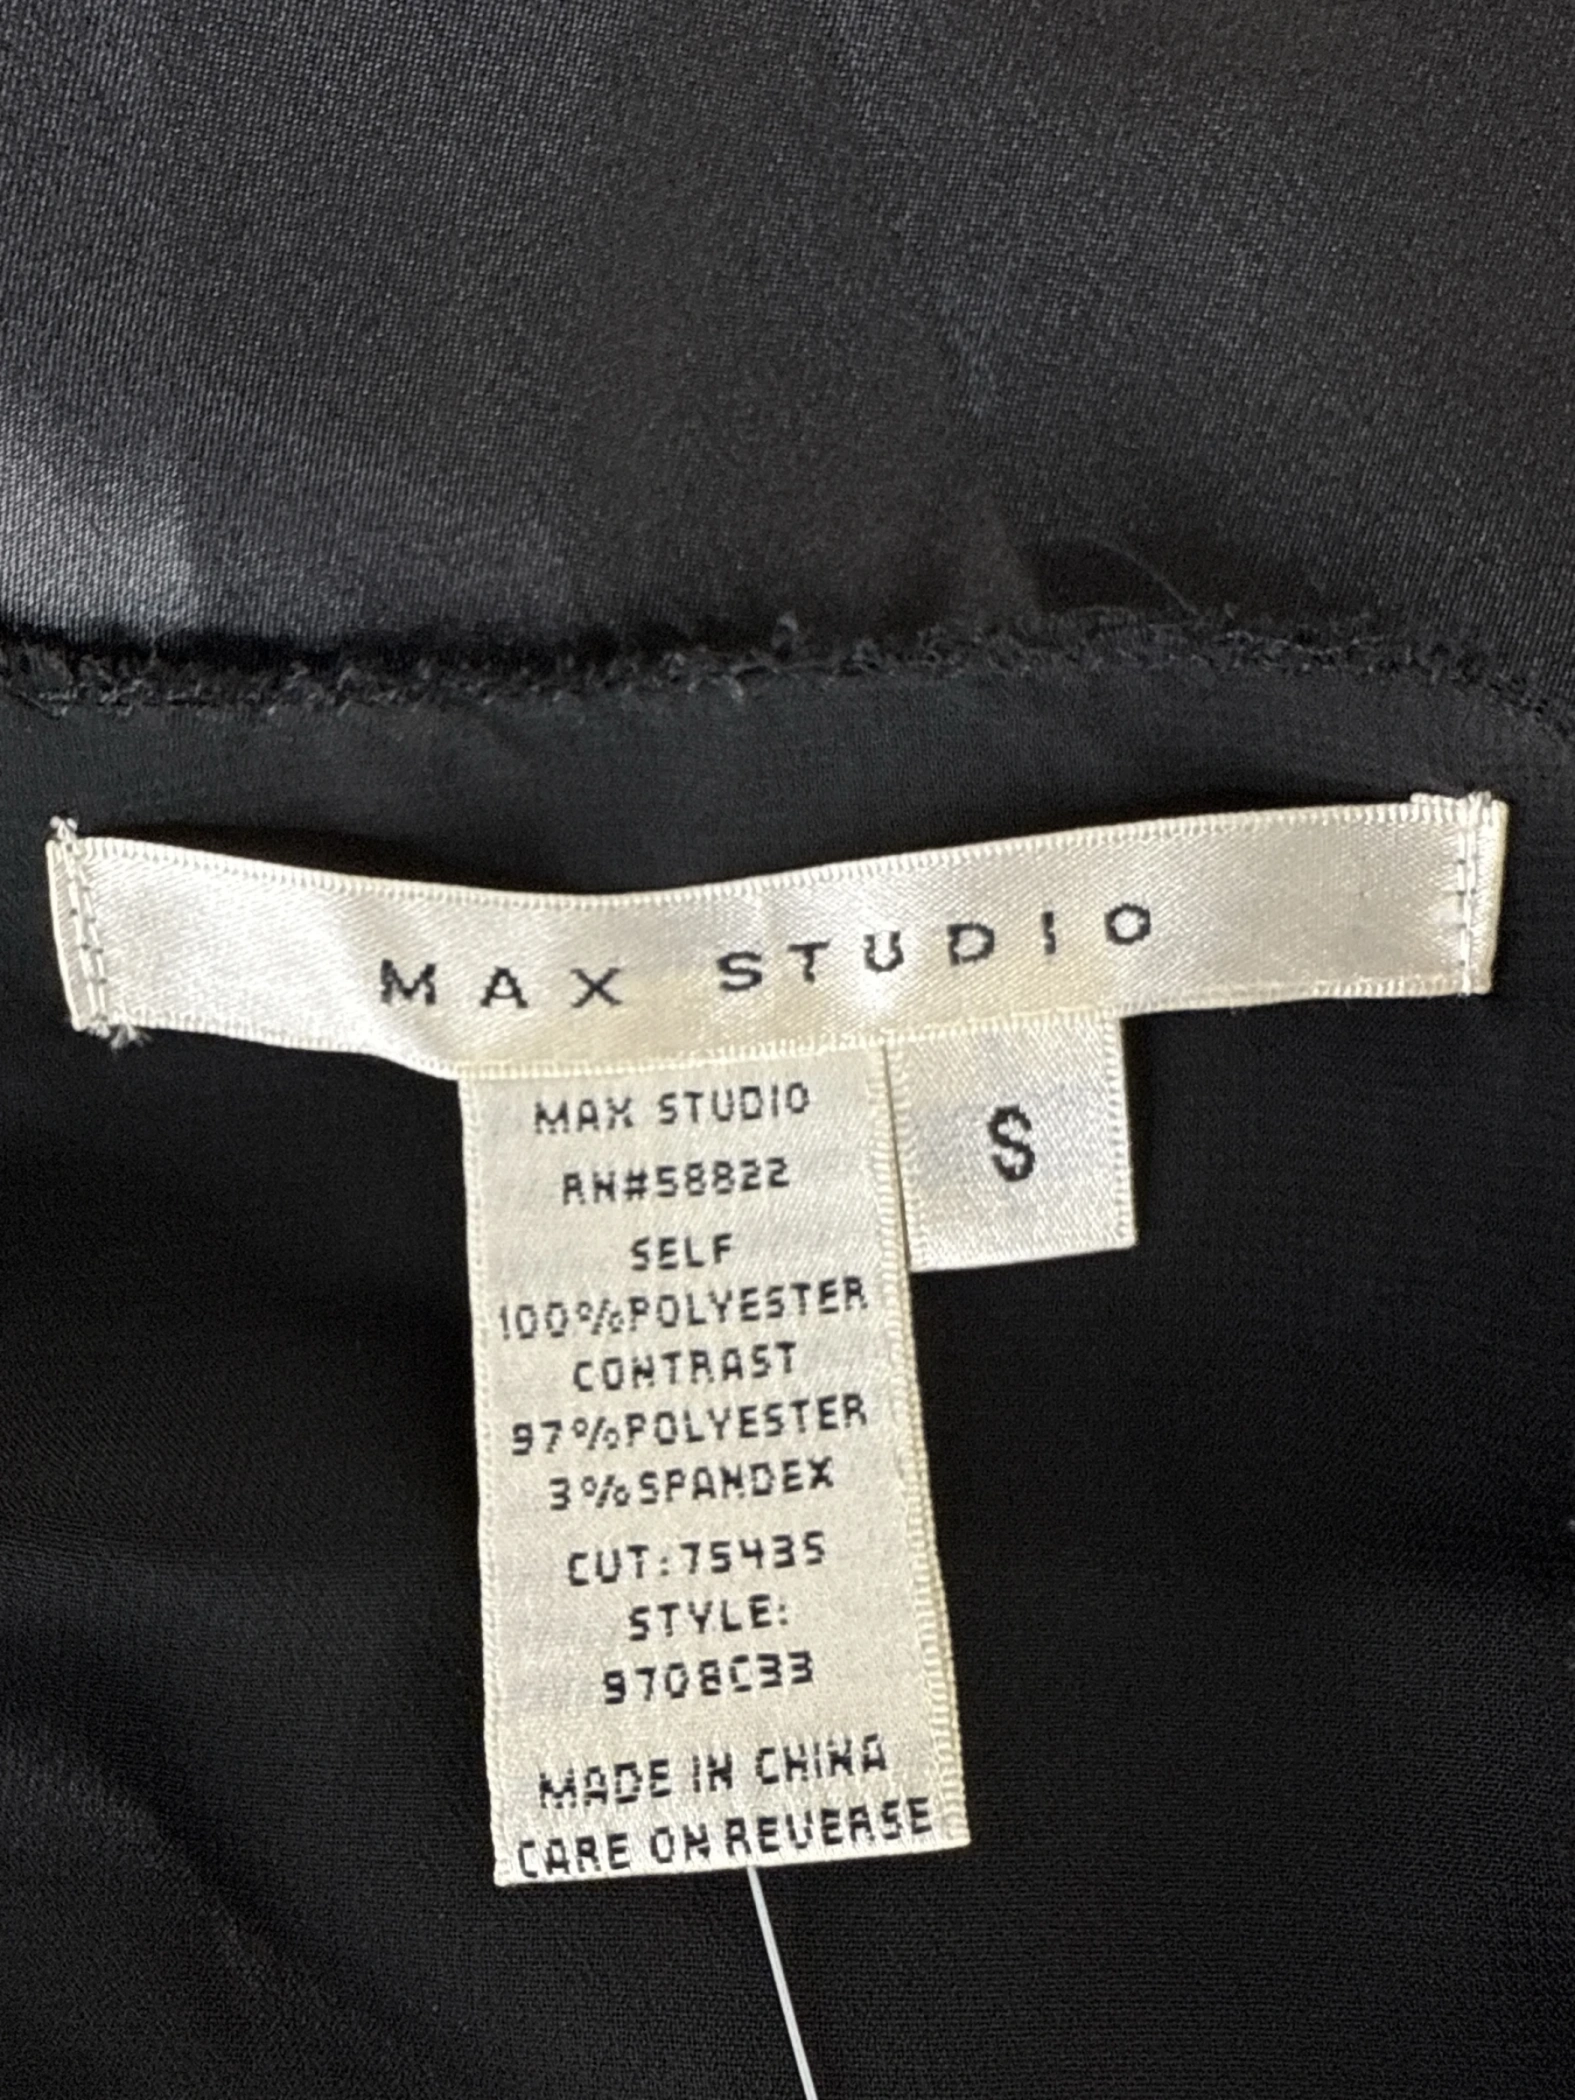 MAX STUDIO
S
MAX STUDIO
RN#58822
SELF
100%POLYESTER
CONTRAST
97%POLYESTER
3%SPANDEX
CUT:75435
STYLE:
9708C33
MADE IN CHINA
CARE ON REVERSE